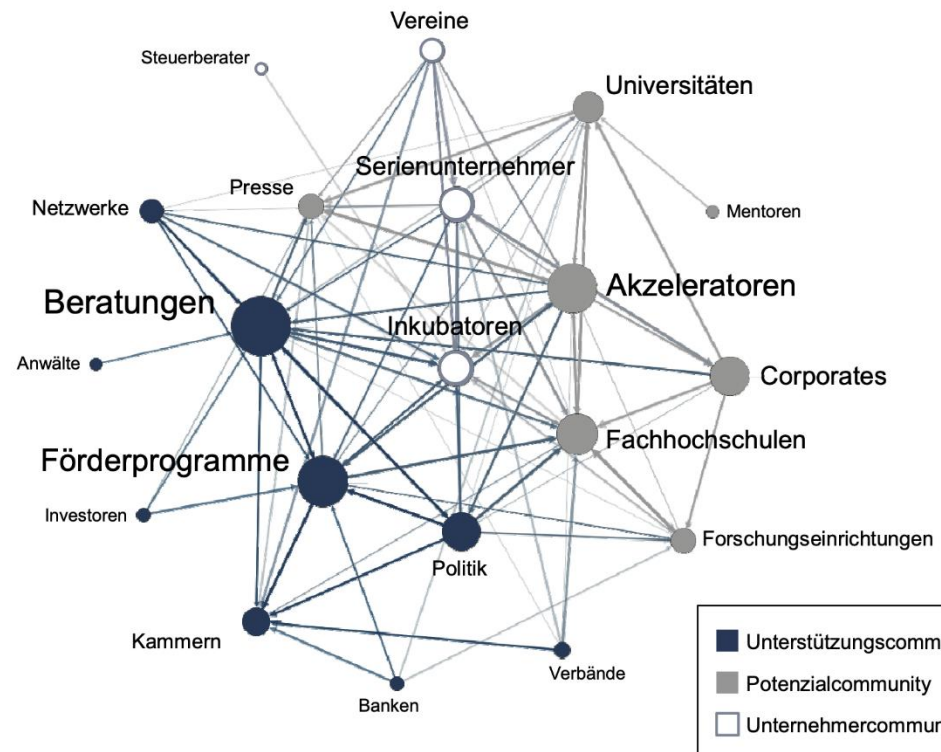 Vereine
Steuerberater
Universitäten
Serienunternehmer
Presse
Netzwerke
Mentoren
Beratungen
Akzeleratoren
Inkubatoren
Anwälte
Corporates
Fachhochschulen
Förderprogramme
Investoren
Forschungseinrichtungen
Politik
Kammern
Verbände
Banken
Unterstützungscomm
Potenzialcommunity
Unternehmercommun